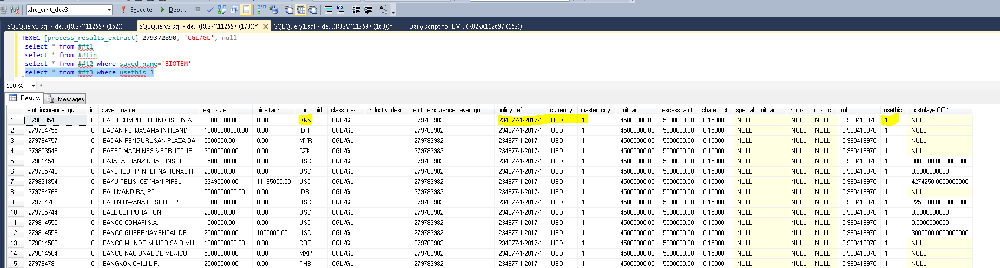 xlre_emt_dev3 Execute Debug
SQLQuery3.sql - de...(R02\X112697 (152)) SQLQuery2.sql - de...(R02\X112697 (178))* SQLQuery1.sql - de...(R02\X112697 (163))* Daily script for EM...(R02\X112697 (162))
EXEC [process_results_extract] 279372890, 'CGL/GL', null
select * from ##t1
select * from ##tin
select * from ##t2 where saved_name='BIOTEM'
select * from ##t3 where usethis=1
100 %
Results Messages
emt_insurance_guid id saved_name exposure minattach curr_guid class_desc industry_desc emt_reinsurance_layer_guid policy_ref currency master_ccy limit_amt excess_amt share_pct special_limit_amt no_rs cost_rs rol usethis losstolayerCCY
1 279803546 0 BACH COMPOSITE INDUSTRY A 20000000.00 0.00 DKK CGL/GL 279783982 234977-1-2017-1 USD 1 45000000.00 5000000.00 0.15000 NULL NULL NULL 0.980416970 1 NULL
2 279794755 0 BADAN KERJASAMA INTILAND 10000000000.00 0.00 IDR CGL/GL 279783982 234977-1-2017-1 USD 1 45000000.00 5000000.00 0.15000 NULL NULL NULL 0.980416970 1 NULL
3 279794757 0 BADAN PENGURUSAN PLAZA DA 5000000.00 0.00 MYR CGL/GL 279783982 234977-1-2017-1 USD 1 45000000.00 5000000.00 0.15000 NULL NULL NULL 0.980416970 1 NULL
4 279803549 0 BAEST MACHINES & STRUCTUR 30000000.00 0.00 CZK CGL/GL 279783982 234977-1-2017-1 USD 1 45000000.00 5000000.00 0.15000 NULL NULL NULL 0.980416970 1 NULL
5 279814546 0 BAJAJ ALLIANZ GRAL. INSUR 25000000.00 0.00 USD CGL/GL 279783982 234977-1-2017-1 USD 1 45000000.00 5000000.00 0.15000 NULL NULL NULL 0.980416970 1 3000000.0000000000
6 279785740 0 BAKERCORP INTERNATIONAL H 2000000.00 0.00 USD CGL/GL 279783982 234977-1-2017-1 USD 1 45000000.00 5000000.00 0.15000 NULL NULL NULL 0.980416970 1 0.0000000000
7 279831854 0 BAKU-TBLISI-CEYHAN PIPELI 33495000.00 11165000.00 USD CGL/GL 279783982 234977-1-2017-1 USD 1 45000000.00 5000000.00 0.15000 NULL NULL NULL 0.980416970 1 4274250.0000000000
8 279794768 0 BALI MANDIRA, PT. 5000000000.00 0.00 IDR CGL/GL 279783982 234977-1-2017-1 USD 1 45000000.00 5000000.00 0.15000 NULL NULL NULL 0.980416970 1 NULL
9 279794769 0 BALI NIRWANA RESORT, PT. 20000000.00 0.00 USD CGL/GL 279783982 234977-1-2017-1 USD 1 45000000.00 5000000.00 0.15000 NULL NULL NULL 0.980416970 1 2250000.0000000000
10 279785744 0 BALL CORPORATION 2000000.00 0.00 USD CGL/GL 279783982 234977-1-2017-1 USD 1 45000000.00 5000000.00 0.15000 NULL NULL NULL 0.980416970 1 0.0000000000
11 279814550 0 BANCO COMAFI S.A. 1000000.00 0.00 USD CGL/GL 279783982 234977-1-2017-1 USD 1 45000000.00 5000000.00 0.15000 NULL NULL NULL 0.980416970 1 0.0000000000
12 279814556 0 BANCO GUBERNAMENTAL DE 25000000.00 1000000.00 USD CGL/GL 279783982 234977-1-2017-1 USD 1 45000000.00 5000000.00 0.15000 NULL NULL NULL 0.980416970 1 3000000.0000000000
13 279814560 0 BANCO MUNDO MUJER SA O MU 1000000000.00 0.00 COP CGL/GL 279783982 234977-1-2017-1 USD 1 45000000.00 5000000.00 0.15000 NULL NULL NULL 0.980416970 1 NULL
14 279814564 0 BANCO NACIONAL DE MEXICO 50000000.00 0.00 MXP CGL/GL 279783982 234977-1-2017-1 USD 1 45000000.00 5000000.00 0.15000 NULL NULL NULL 0.980416970 1 NULL
15 279794781 0 BANGKOK CHILI L.P. 20000000.00 0.00 THB CGL/GL 279783982 234977-1-2017-1 USD 1 45000000.00 5000000.00 0.15000 NULL NULL NULL 0.980416970 1 NULL